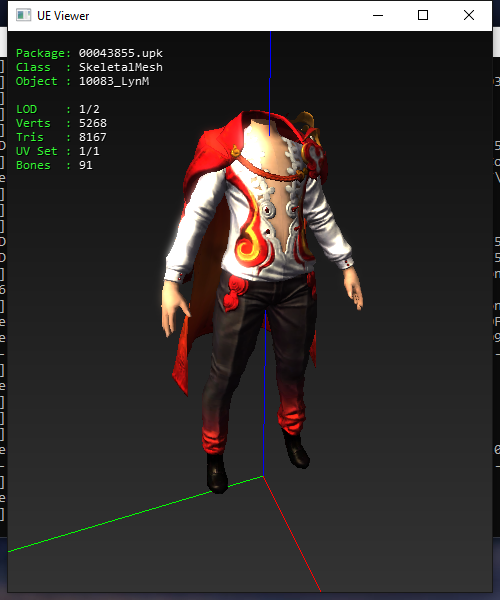 UE Viewer
Package: 00043855.upk
Class : SkeletalMesh
Object : 10083_LynM
LOD : 1/2
Verts : 5268
Tris : 8167
UV Set : 1/1
Bones : 91